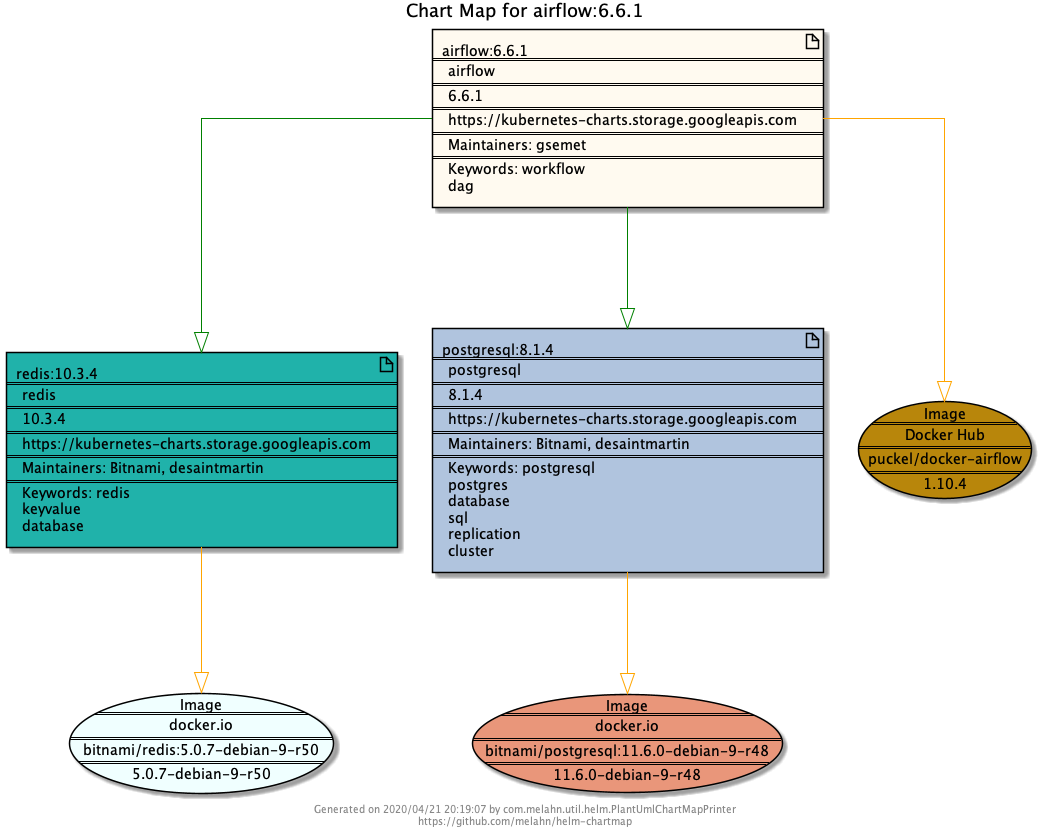 Chart Map for airflow:6.6.1
airflow:6.6.1
airflow
6.6.1
https://kubernetes-charts.storage.googleapis.com
Maintainers: gsemet
Keywords: workflow
dag
redis:10.3.4
redis
10.3.4
https://kubernetes-charts.storage.googleapis.com
Maintainers: Bitnami, desaintmartin
Keywords: redis
keyvalue
database
postgresql:8.1.4
postgresql
8.1.4
https://kubernetes-charts.storage.googleapis.com
Maintainers: Bitnami, desaintmartin
Keywords: postgresql
postgres
database
sql
replication
cluster
Image
Docker Hub
puckel/docker-airflow
1.10.4
Image
docker.io
bitnami/redis:5.0.7-debian-9-r50
5.0.7-debian-9-r50
Image
docker.io
bitnami/postgresql:11.6.0-debian-9-r48
11.6.0-debian-9-r48
Generated on 2020/04/21 20:19:07 by com.melahn.util.helm.PlantUmlChartMapPrinter
https://github.com/melahn/helm-chartmap